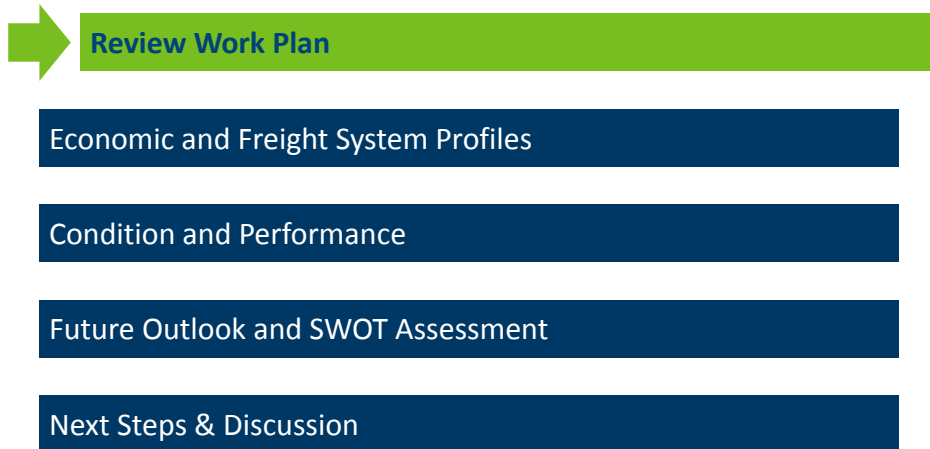 Review Work Plan
Economic and Freight System Profiles
Condition and Performance
Future Outlook and SWOT Assessment
Next Steps & Discussion